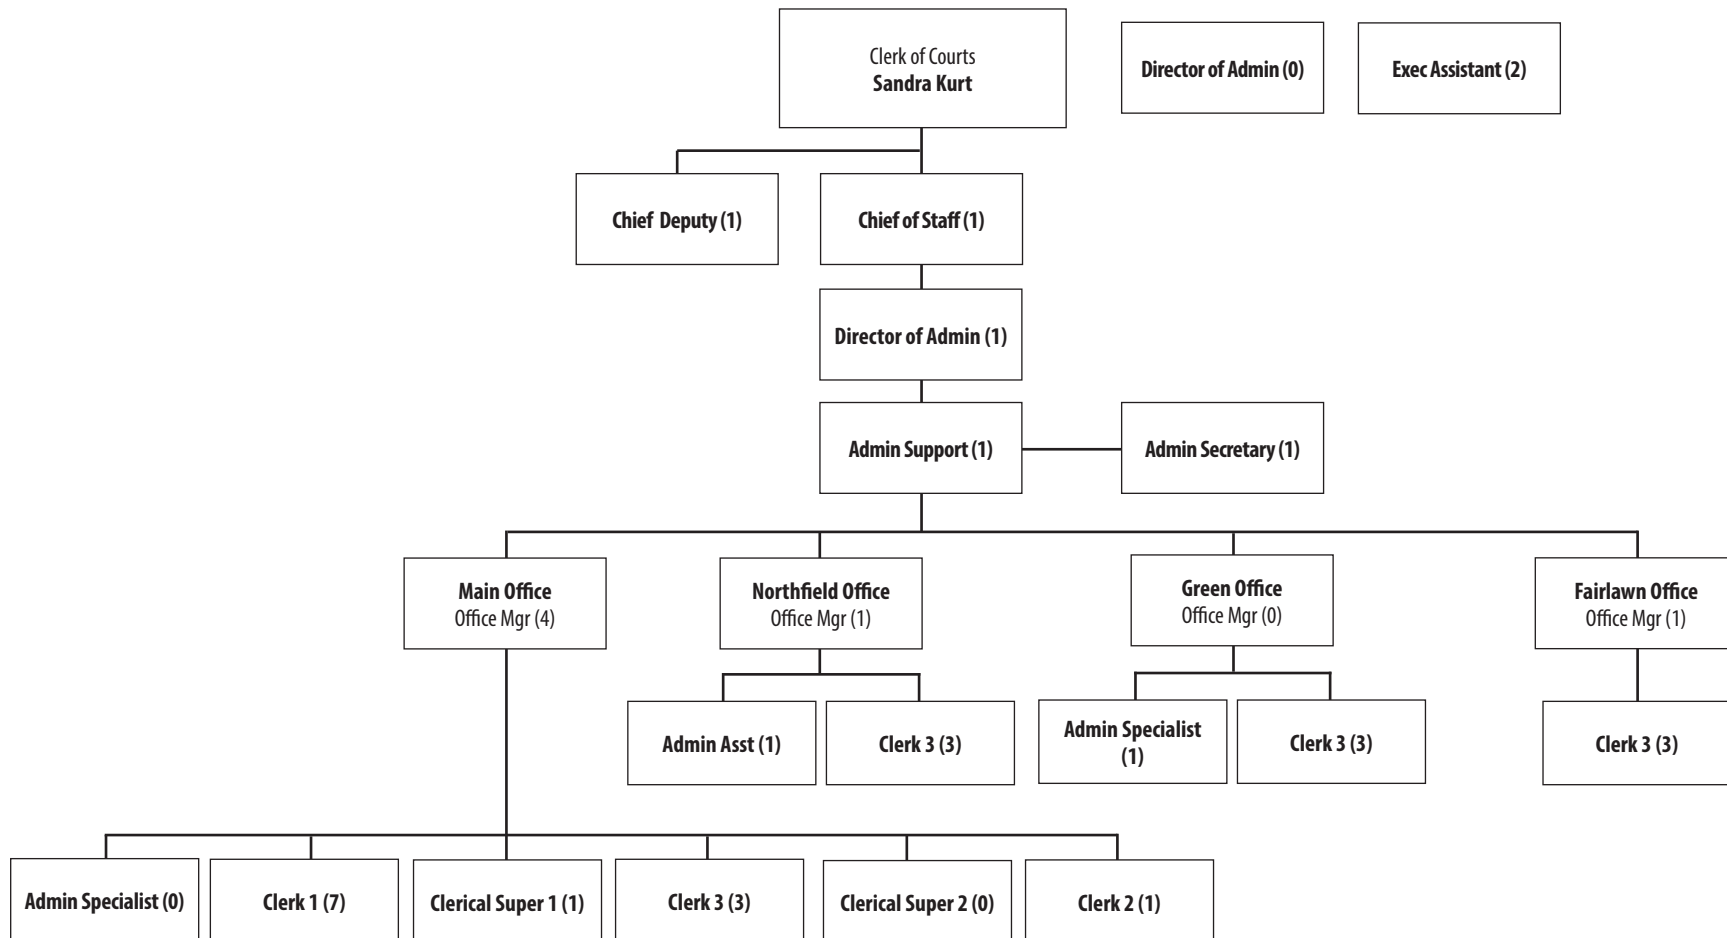 Clerk of Courts
Sandra Kurt
Director of Admin (0)
Exec Assistant (2)
Chief Deputy (1)
Chief of Staff (1)
Director of Admin (1)
Admin Support (1)
Admin Secretary (1)
Main Office
Office Mgr (4)
Northfield Office
Office Mgr (1)
Green Office
Office Mgr (0)
Fairlawn Office
Office Mgr (1)
Admin Asst (1)
Clerk 3 (3)
Admin Specialist
(1)
Clerk 3 (3)
Clerk 3 (3)
Admin Specialist (0)
Clerk 1 (7)
Clerical Super 1 (1)
Clerk 3 (3)
Clerical Super 2 (0)
Clerk 2 (1)